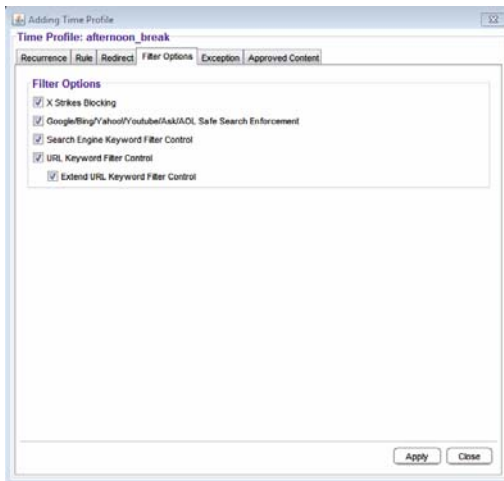 Adding Time Profile
Time Profile: afternoon_break
Recurrence Rule Redirect Filter Options Exception Approved Content
Filter Options
X Strikes Blocking
Google/Bing/Yahoo!/Youtube/Ask/AOL Safe Search Enforcement
Search Engine Keyword Filter Control
URL Keyword Filter Control
Extend URL Keyword Filter Control
Apply Close